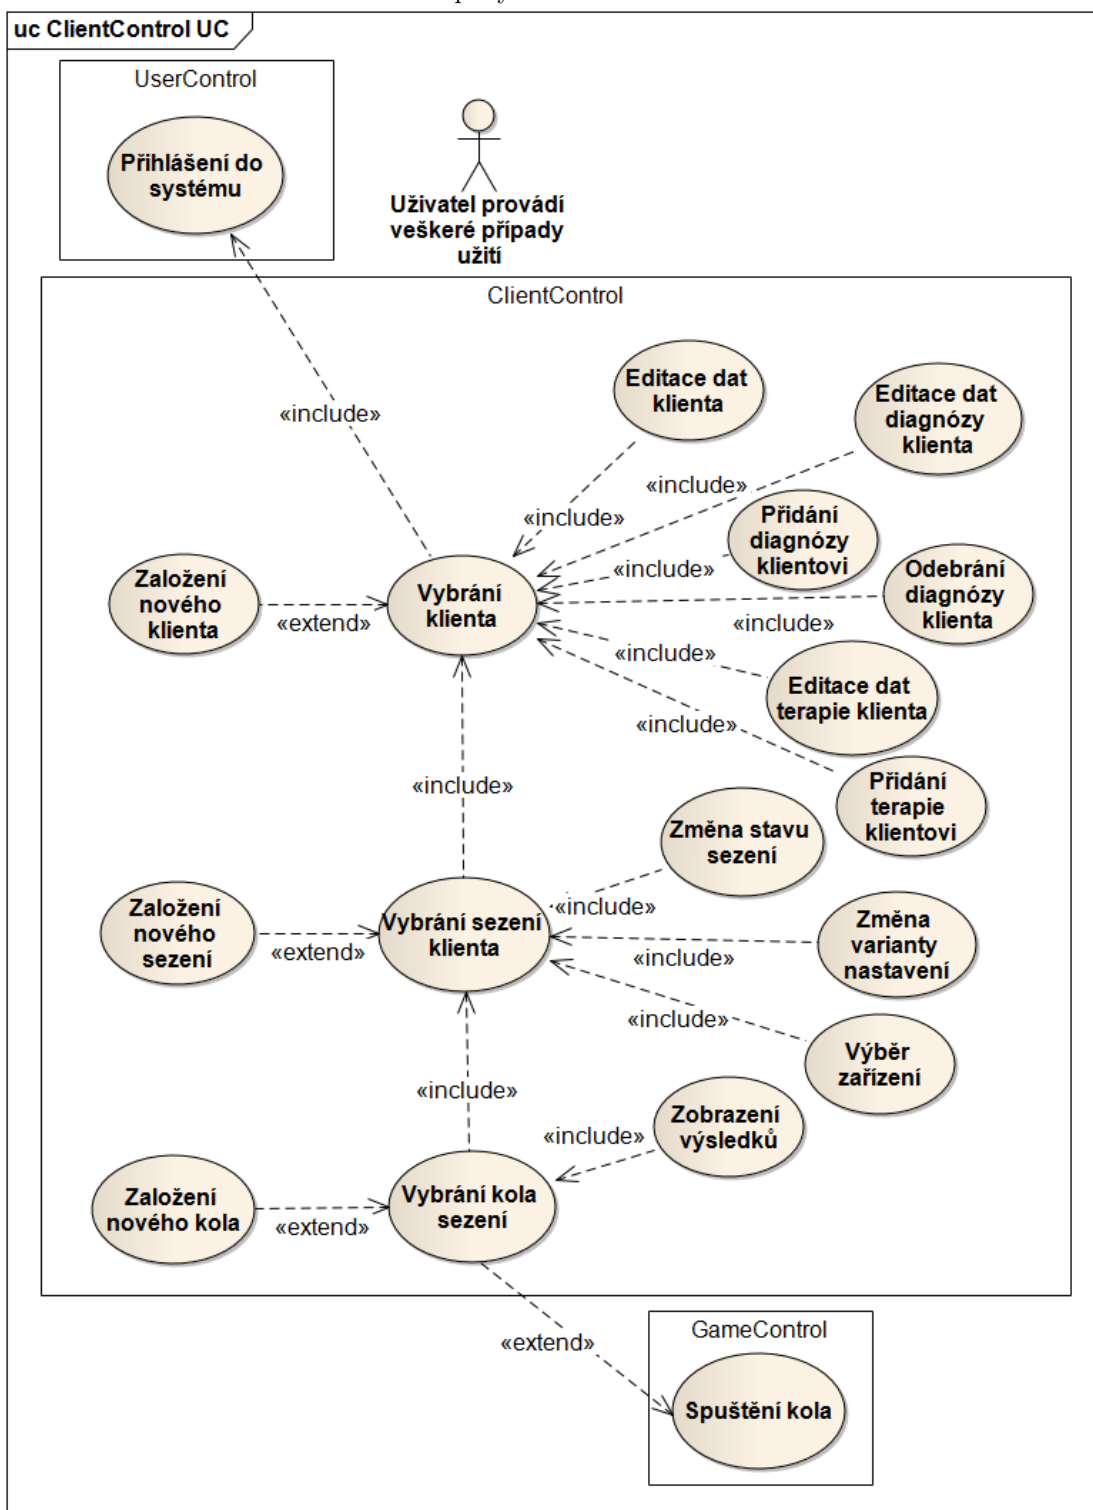 uc ClientControl UC
UserControl
Přihlášení do
systému
Uživatel provádí
veškeré případy
užití
«include»
ClientControl
Editace dat
klienta
Editace dat
diagnózy
klienta
«include»
«include»
Přidání
diagnózy
klientovi
«include»
Odebrání
diagnózy
klienta
«include»
Založení
nového
klienta
«extend»
Vybrání
klienta
«include»
Editace dat
terapie klienta
«include»
Přidání
terapie
klientovi
«include»
Změna stavu
sezení
«include»
Založení
nového
sezení
«extend»
Vybrání sezení
klienta
Změna
varianty
nastavení
«include»
«include»
Výběr
zařízení
«include»
Zobrazení
výsledků
«include»
Založení
nového kola
«extend»
Vybrání kola
sezení
«extend»
GameControl
Spuštění kola